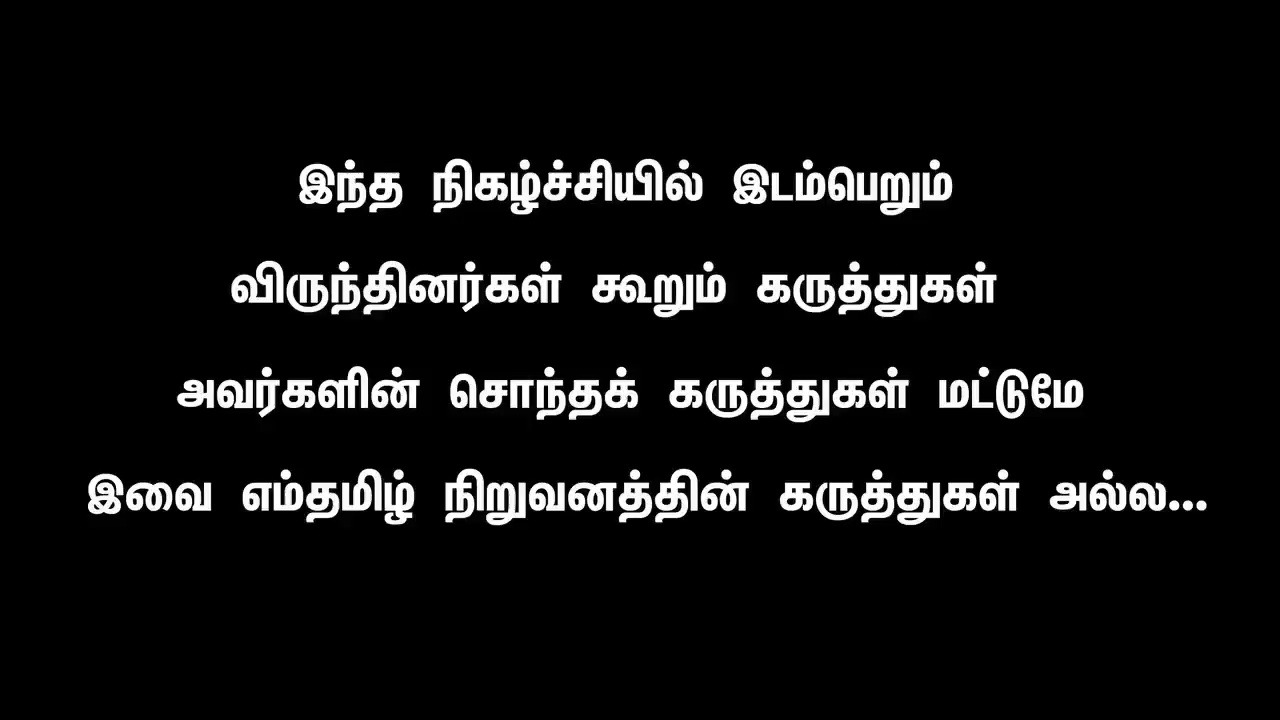 இந்த நிகழ்ச்சியில் இடம்பெறும்
விருந்தினர்கள் கூறும் கருத்துகள்
அவர்களின் சொந்தக் கருத்துகள் மட்டுமே
இவை எம்தமிழ் நிறுவனத்தின் கருத்துகள் அல்ல...